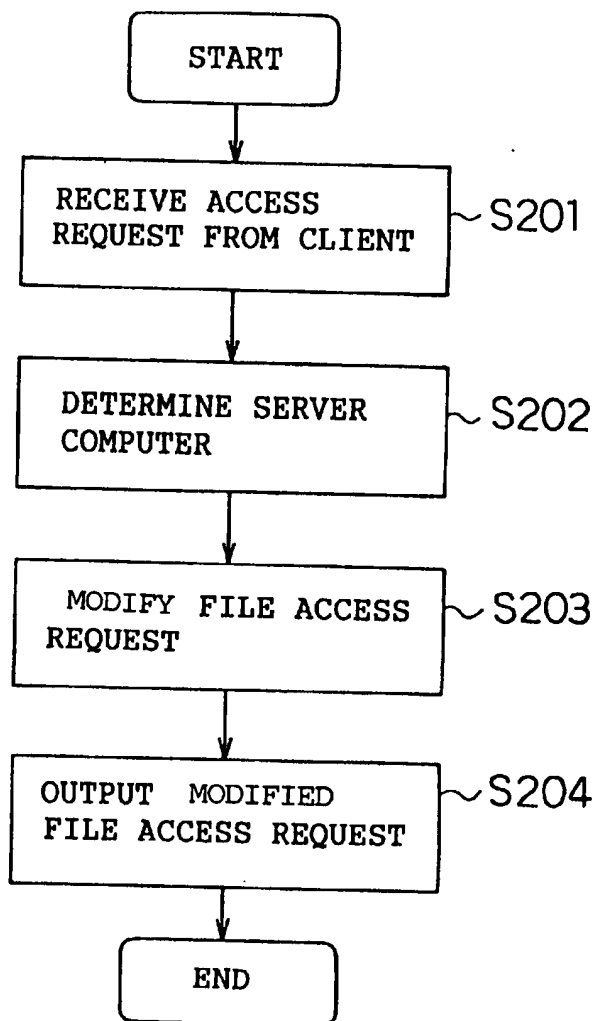 START
RECEIVE ACCESS
REQUEST FROM CLIENT
S201
DETERMINE SERVER
COMPUTER
S202
MODIFY FILE ACCESS
REQUEST
S203
OUTPUT MODIFIED
FILE ACCESS REQUEST
S204
END